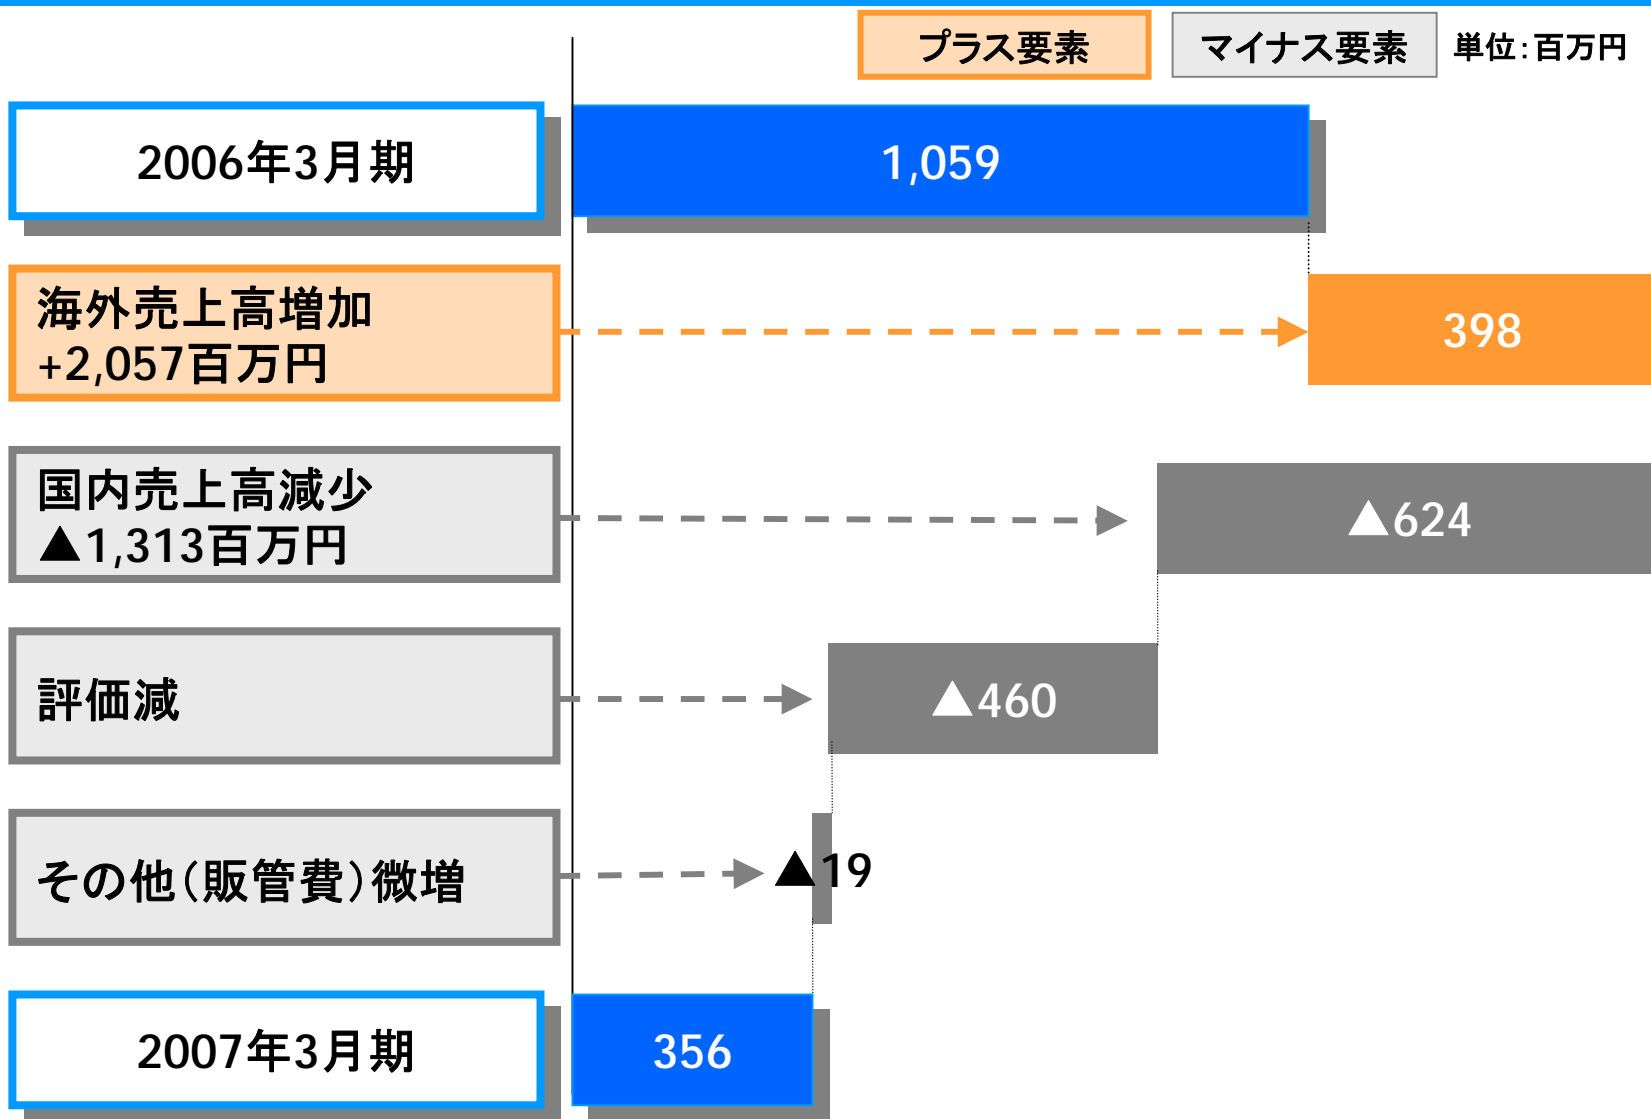 プラス要素
マイナス要素
単位:百万円
2006年3月期
1,059
海外売上高増加
+2,057百万円
398
国内売上高減少
▲1,313百万円
▲624
評価減
▲460
その他(販管費)微増
▲19
2007年3月期
356